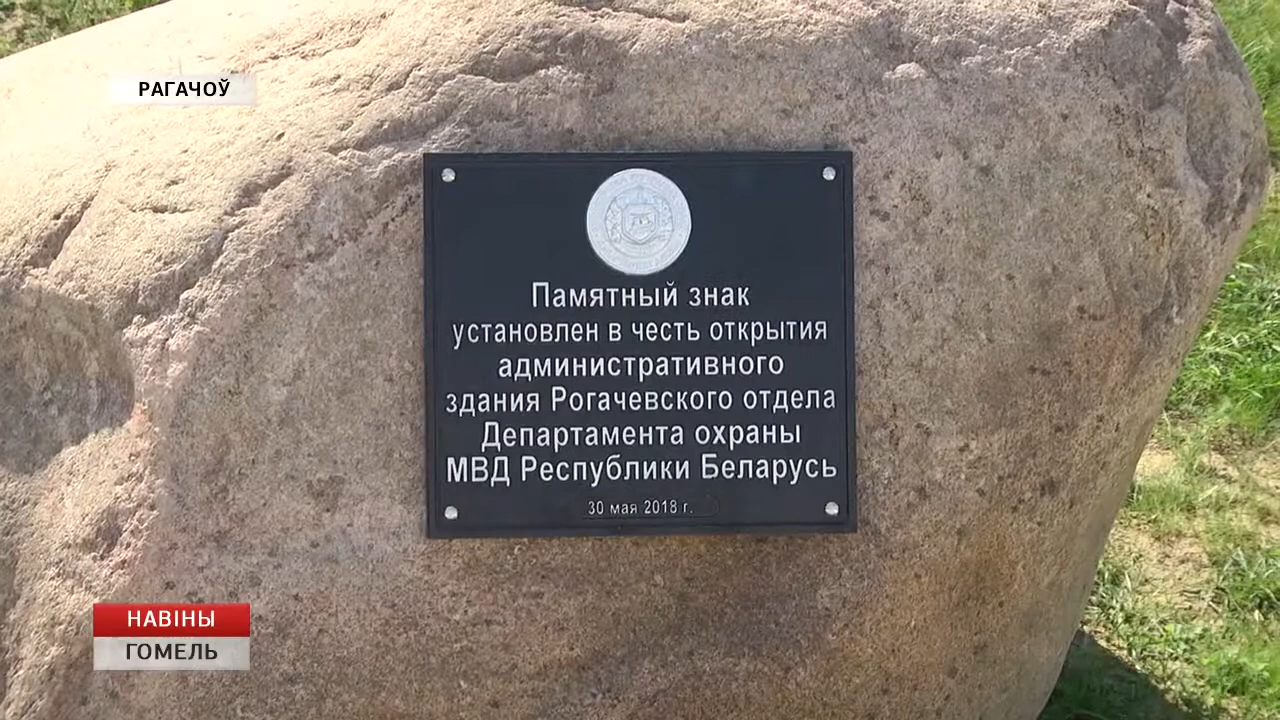 РАГАЧОЎ
Памятный знак
установлен в честь открытия
административного
здания Рогачевского отдела
Департамента охраны
МВД Республики Беларусь
30 мая 2018 г.
НАВІНЫ
ГОМЕЛЬ